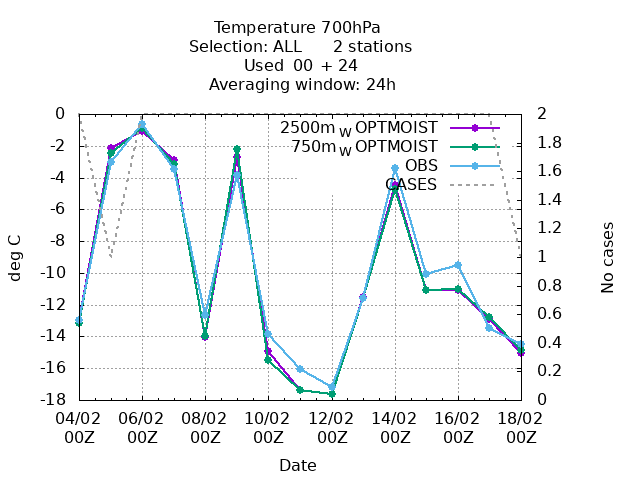 Temperature 700hPa
Selection: ALL 2 stations
Used 00 + 24
Averaging window: 24h
2500m W OPTMOIST
750m W OPTMOIST
OBS
CASES
0
-2
-4
-6
-8
-10
-12
-14
-16
-18
deg C
2
1.8
1.6
1.4
1.2
1
0.8
0.6
0.4
0.2
0
No cases
04/02 06/02 08/02 10/02 12/02 14/02 16/02 18/02
00Z 00Z 00Z 00Z 00Z 00Z 00Z 00Z
Date